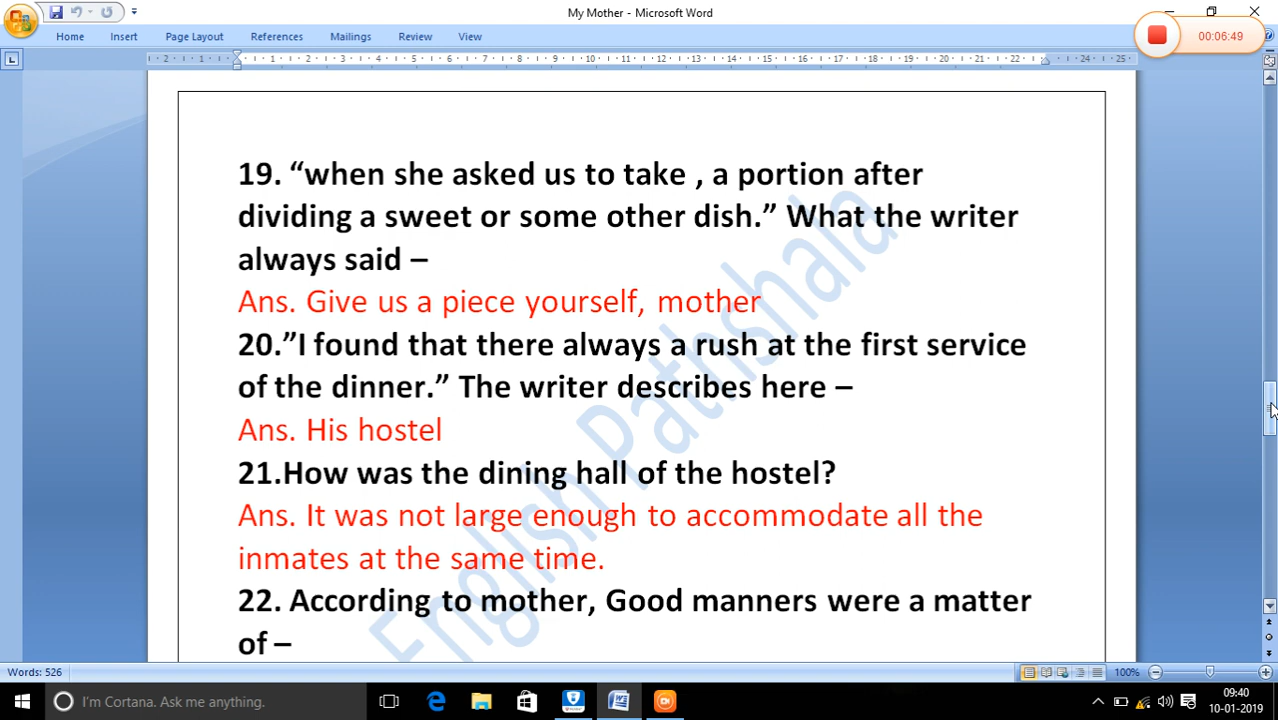 My Mother - Microsoft Word
00:06:49
Home Insert Page Layout References Mailings Review View
19. “when she asked us to take , a portion after
dividing a sweet or some other dish.” What the writer
always said –
Ans. Give us a piece yourself, mother
20.”I found that there always a rush at the first service
of the dinner.” The writer describes here –
Ans. His hostel
21.How was the dining hall of the hostel?
Ans. It was not large enough to accommodate all the
inmates at the same time.
22. According to mother, Good manners were a matter
of –
English Pathshala
Words: 526
100%
I'm Cortana. Ask me anything.
09:40
10-01-2019